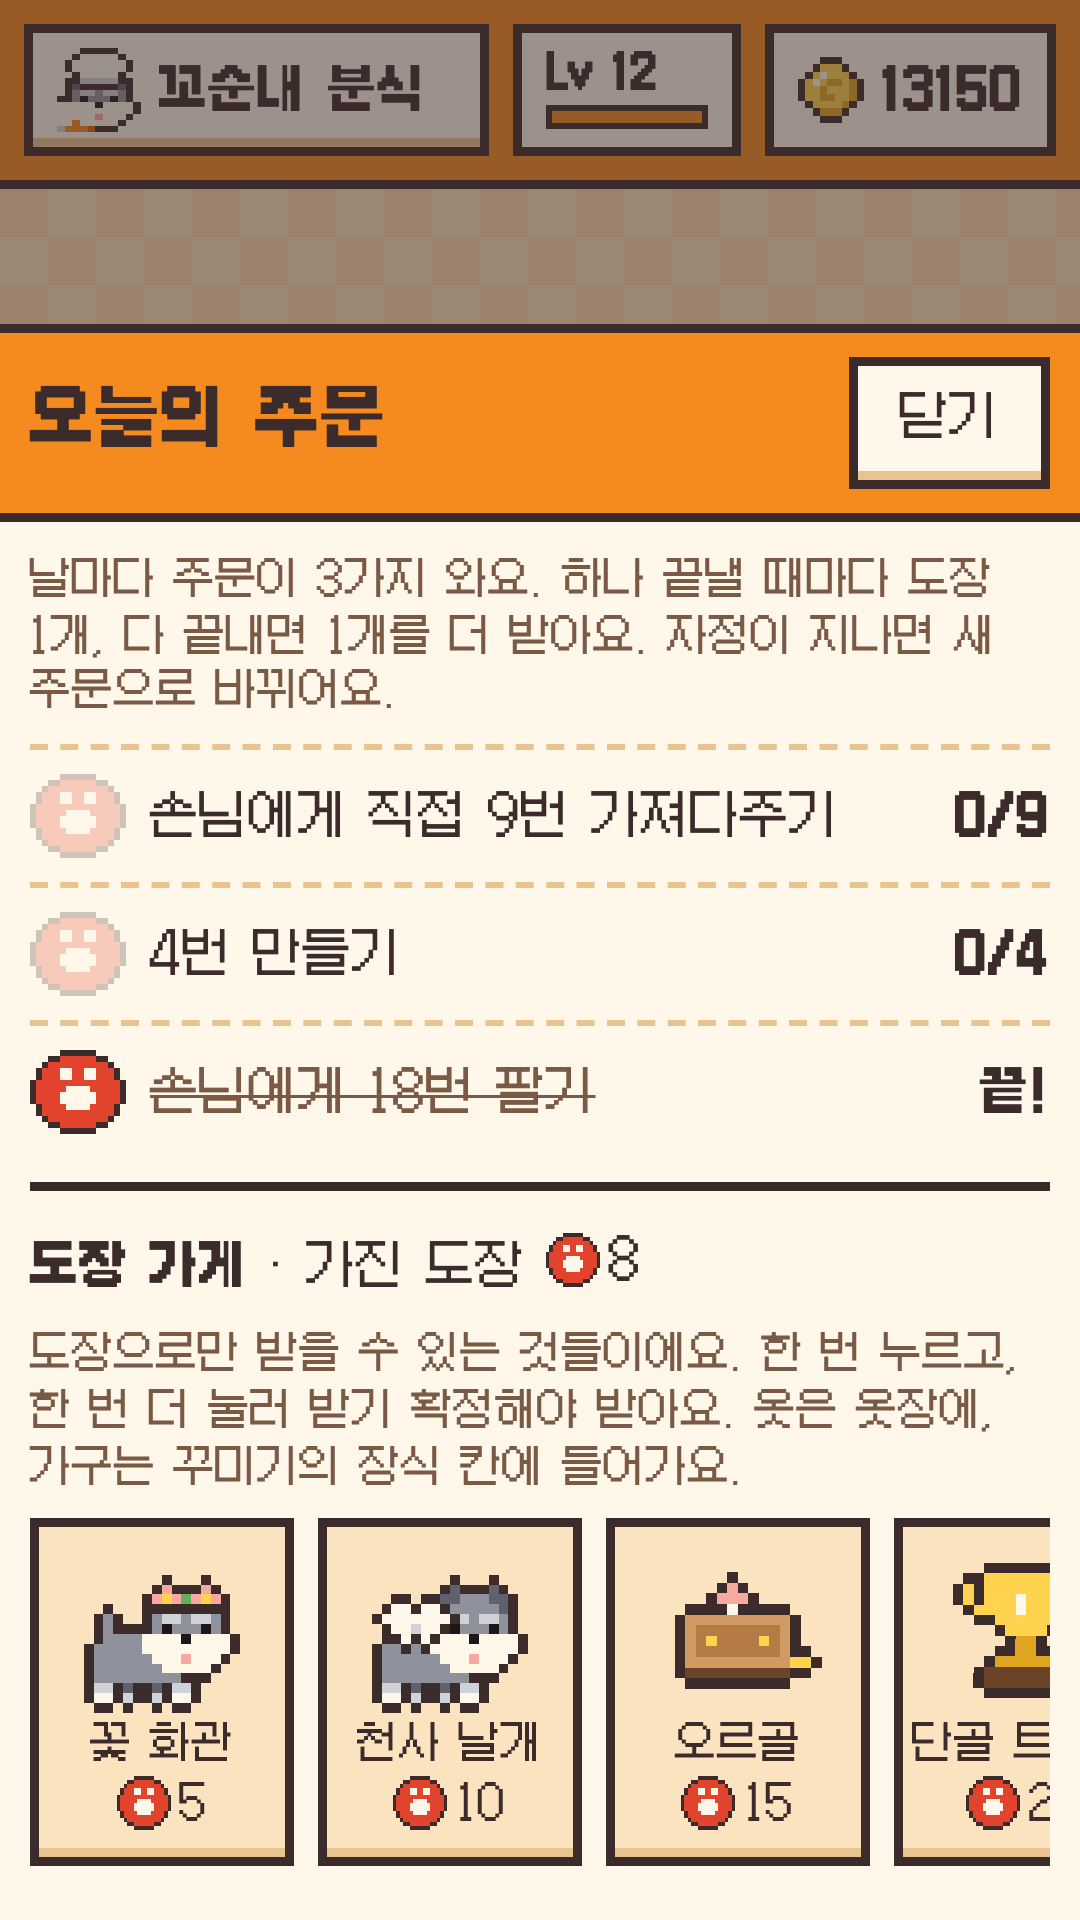 꼬순내 분식
Lv 12
13150
오늘의 주문
닫기
날마다 주문이 3가지 와요. 하나 끝낼 때마다 도장
1개, 다 끝내면 1개를 더 받아요. 자정이 지나면 새
주문으로 바뀌어요.
손님에게 직접 9번 가져다주기
0/9
4번 만들기
0/4
손님에게 18번 팔기
끝!
도장 가게 · 가진 도장 8
도장으로만 받을 수 있는 것들이에요. 한 번 누르고,
한 번 더 눌러 받기 확정해야 받아요. 옷은 옷장에,
가구는 꾸미기의 장식 칸에 들어가요.
꽃 화관
5
천사 날개
10
오르골
15
단골 트
2